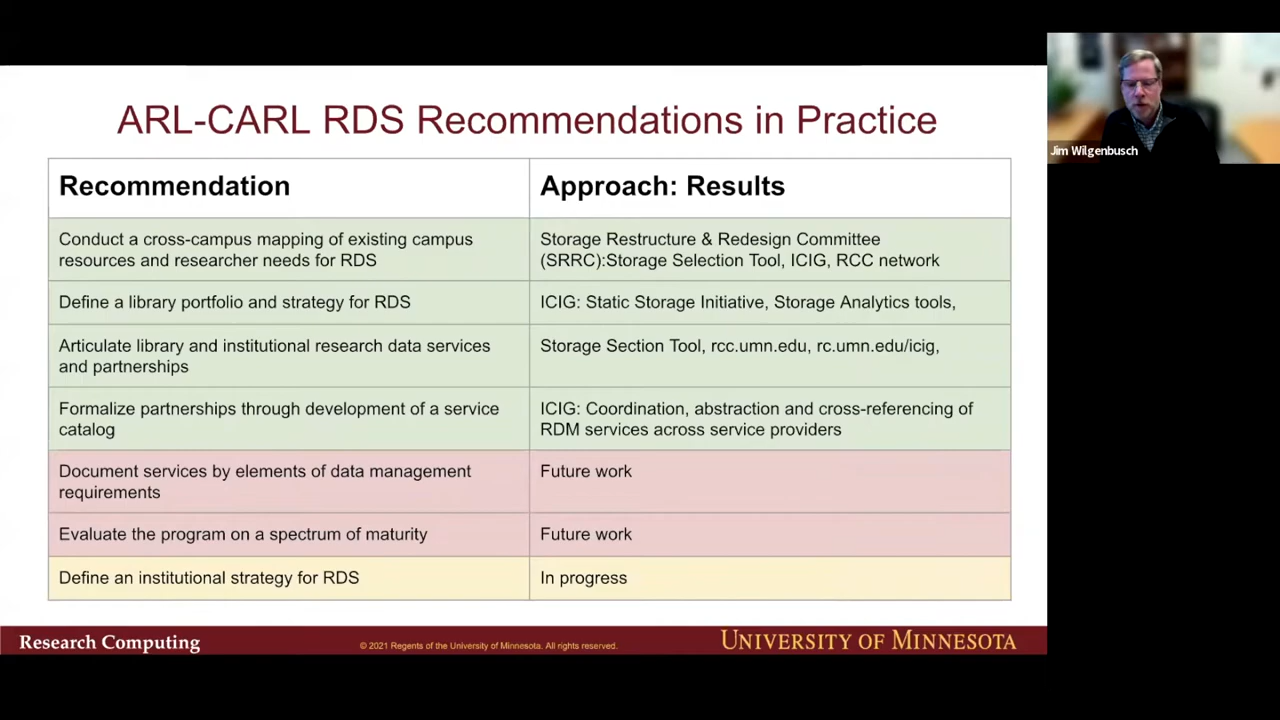 ARL-CARL RDS Recommendations in Practice
Recommendation
Approach: Results
Conduct a cross-campus mapping of existing campus
resources and researcher needs for RDS
Storage Restructure & Redesign Committee
(SRRC):Storage Selection Tool, ICIG, RCC network
Define a library portfolio and strategy for RDS
ICIG: Static Storage Initiative, Storage Analytics tools,
Articulate library and institutional research data services
and partnerships
Storage Section Tool, rcc.umn.edu, rc.umn.edu/icig,
Formalize partnerships through development of a service
catalog
ICIG: Coordination, abstraction and cross-referencing of
RDM services across service providers
Document services by elements of data management
requirements
Future work
Evaluate the program on a spectrum of maturity
Future work
Define an institutional strategy for RDS
In progress
Research Computing
© 2021 Regents of the University of Minnesota. All rights reserved.
UNIVERSITY OF MINNESOTA
Jim Wilgenbusch